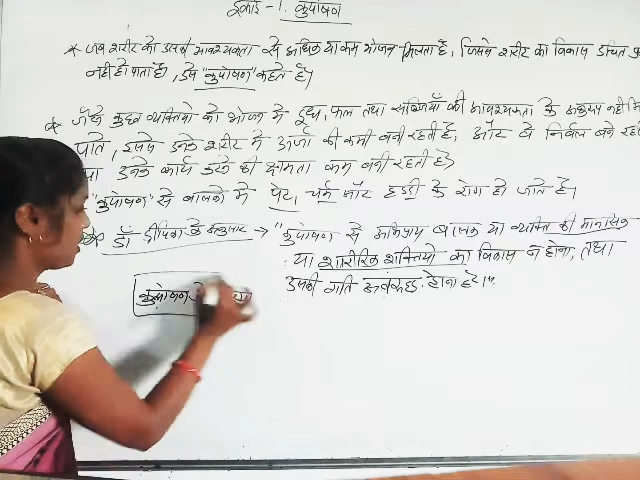 इकाई - 1. कुपोषण
* जब शरीर को उसकी आवश्यकता से अधिक या कम भोजन मिलता है, जिससे शरीर का विकास उचित
नही हो पाता है, उसे "कुपोषण" कहते है।
* जैसे कुछ व्यक्तियो को भोजन मे दूध, फल तथा सब्जियाँ की आवश्यकता के अनुरूप नही
पाते, इससे उनके शरीर मे ऊर्जा की कमी बनी रहती है, और वे निर्बल बने
उनके कार्य करने की क्षमता कम बनी रहती है
"कुपोषण" से बालको मे पेट, चर्म और हड्डी के रोग हो जाते है।
डॉ के अनुसार → "कुपोषण से अभिप्राय बालक या व्यक्ति की मानसिक
या शारीरिक शक्तियो का विकास न होना, तथा
उसकी गति अवरूद्ध होना है।"
कुपोषण के